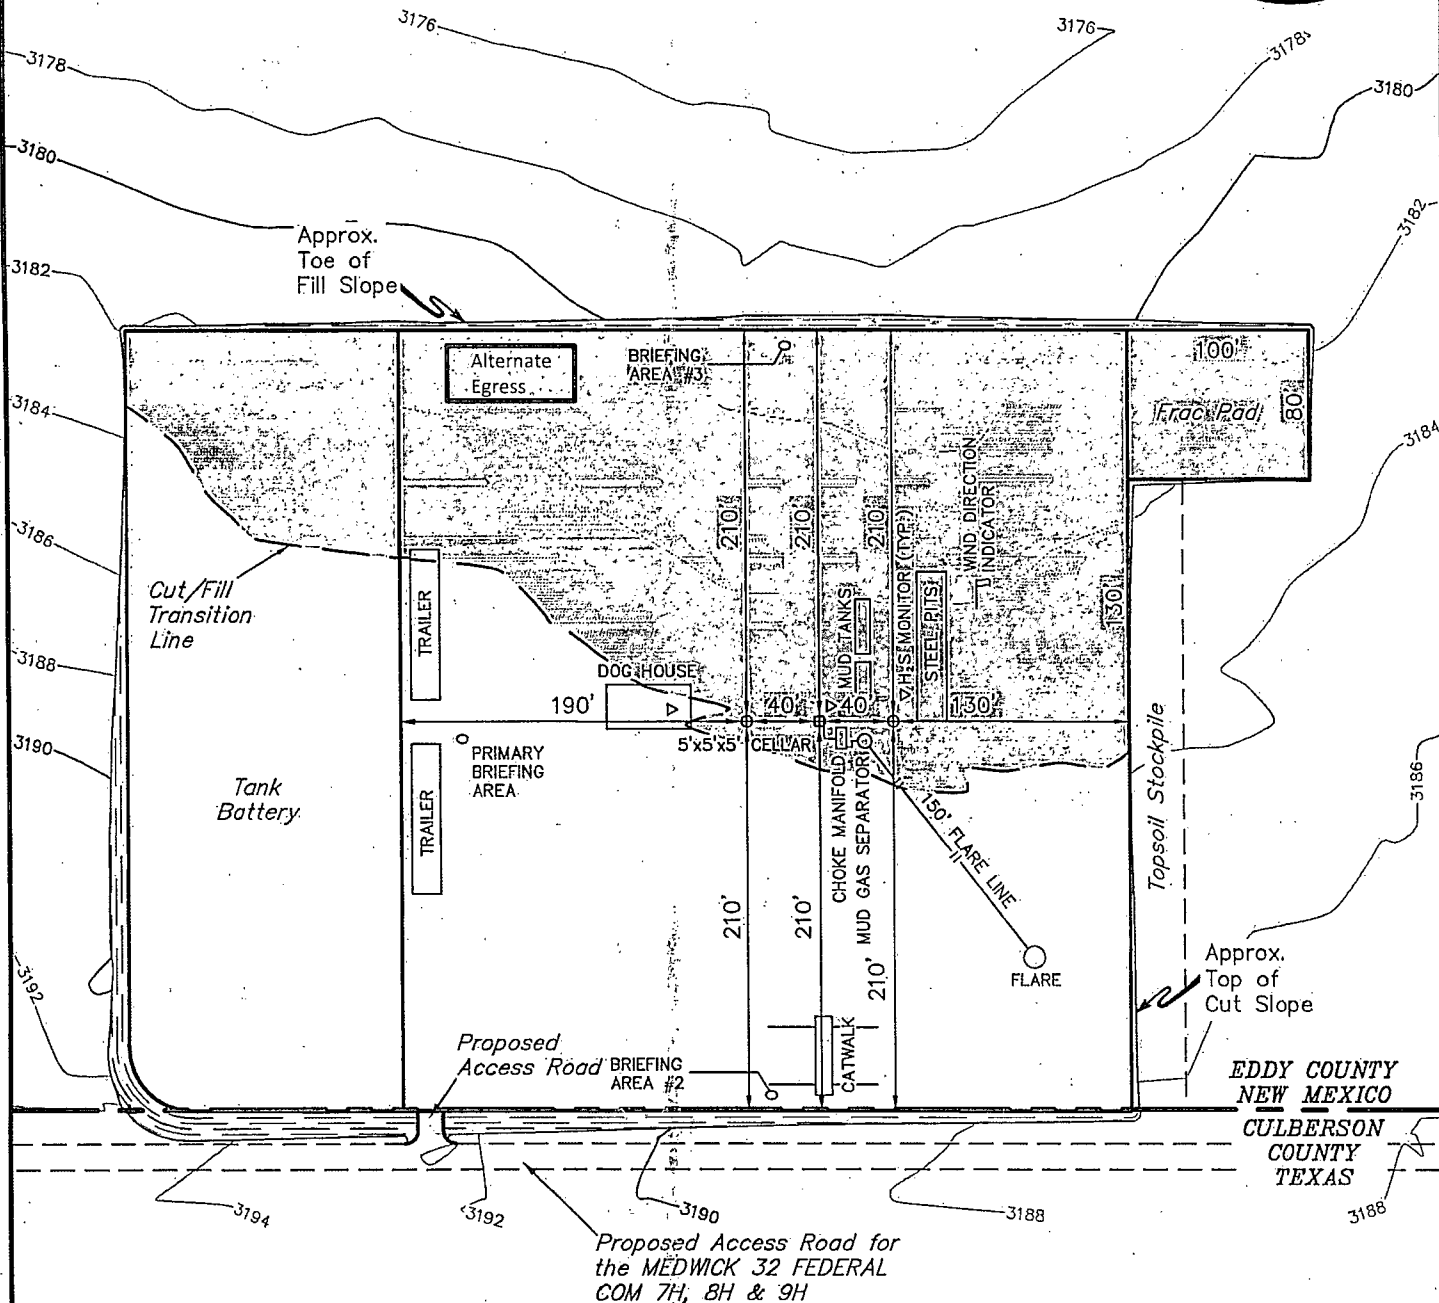 3176
3176
3178
3178
3180
3180
3182
3182
Approx.
Toe of
Fill Slope
3184
3184
3186
3186
3188
3190
3192
Alternate
Egress
BRIEFING
AREA #3
100'
80'
Frac Pad
Cut/Fill
Transition
Line
TRAILER
210'
210'
210'
MUD TANKS
H2S MONITOR (TYP.)
STEEL PITS
WIND DIRECTION
INDICATOR
130'
DOG HOUSE
190'
40'
40'
130'
5'x5'x5' CELLAR
PRIMARY
BRIEFING
AREA
Tank
Battery
TRAILER
CHOKE MANIFOLD
MUD GAS SEPARATOR
150' FLARE LINE
FLARE
Topsoil Stockpile
210'
210'
210'
Approx.
Top of
Cut Slope
CATWALK
Proposed
Access Road
BRIEFING
AREA #2
EDDY COUNTY
NEW MEXICO
CULBERSON
COUNTY
TEXAS
3194
3192
3190
3188
3188
Proposed Access Road for
the MEDWICK 32 FEDERAL
COM 7H, 8H & 9H